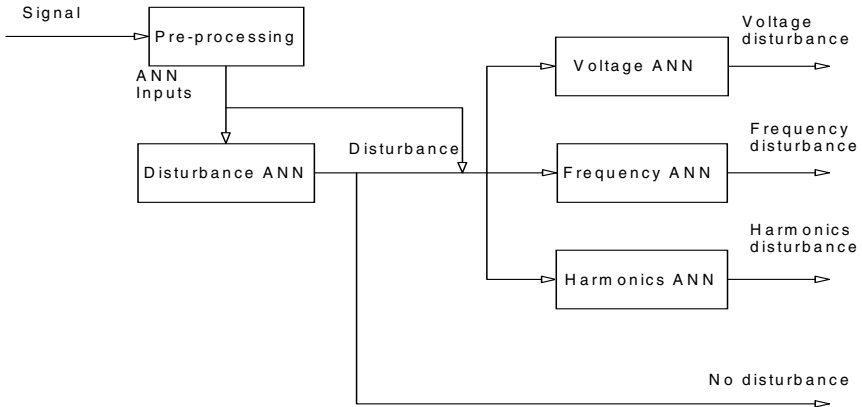 Signal
Pre-processing
ANN
Inputs
Disturbance ANN
Disturbance
Voltage ANN
Voltage
disturbance
Frequency ANN
Frequency
disturbance
Harmonics ANN
Harmonics
disturbance
No disturbance